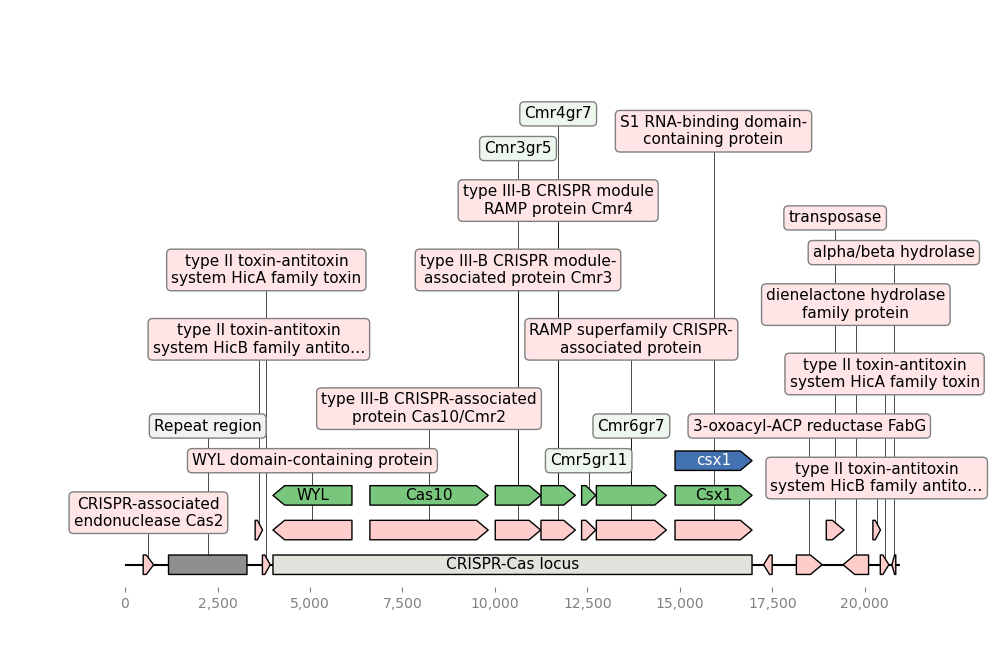 Cmr4gr7
S1 RNA-binding domain-
containing protein
Cmr3gr5
type III-B CRISPR module
RAMP protein Cmr4
transposase
alpha/beta hydrolase
type II toxin-antitoxin
system HicA family toxin
type III-B CRISPR module-
associated protein Cmr3
dienelactone hydrolase
family protein
type II toxin-antitoxin
system HicB family antito…
RAMP superfamily CRISPR-
associated protein
type II toxin-antitoxin
system HicA family toxin
type III-B CRISPR-associated
protein Cas10/Cmr2
Repeat region
Cmr6gr7
3-oxoacyl-ACP reductase FabG
WYL domain-containing protein
Cmr5gr11
csx1
type II toxin-antitoxin
system HicB family antito…
CRISPR-associated
endonuclease Cas2
WYL
Cas10
Csx1
CRISPR-Cas locus
0
2,500
5,000
7,500
10,000
12,500
15,000
17,500
20,000